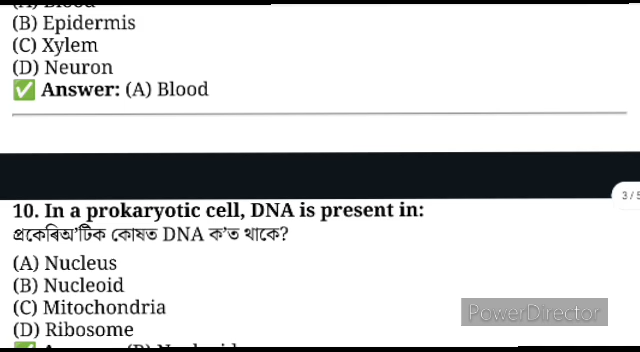 (A) Blood
(B) Epidermis
(C) Xylem
(D) Neuron
✅ Answer: (A) Blood
3/5
10. In a prokaryotic cell, DNA is present in:
প্ৰকেৰিঅ'টিক কোষত DNA ক'ত থাকে?
(A) Nucleus
(B) Nucleoid
(C) Mitochondria
PowerDirector
(D) Ribosome